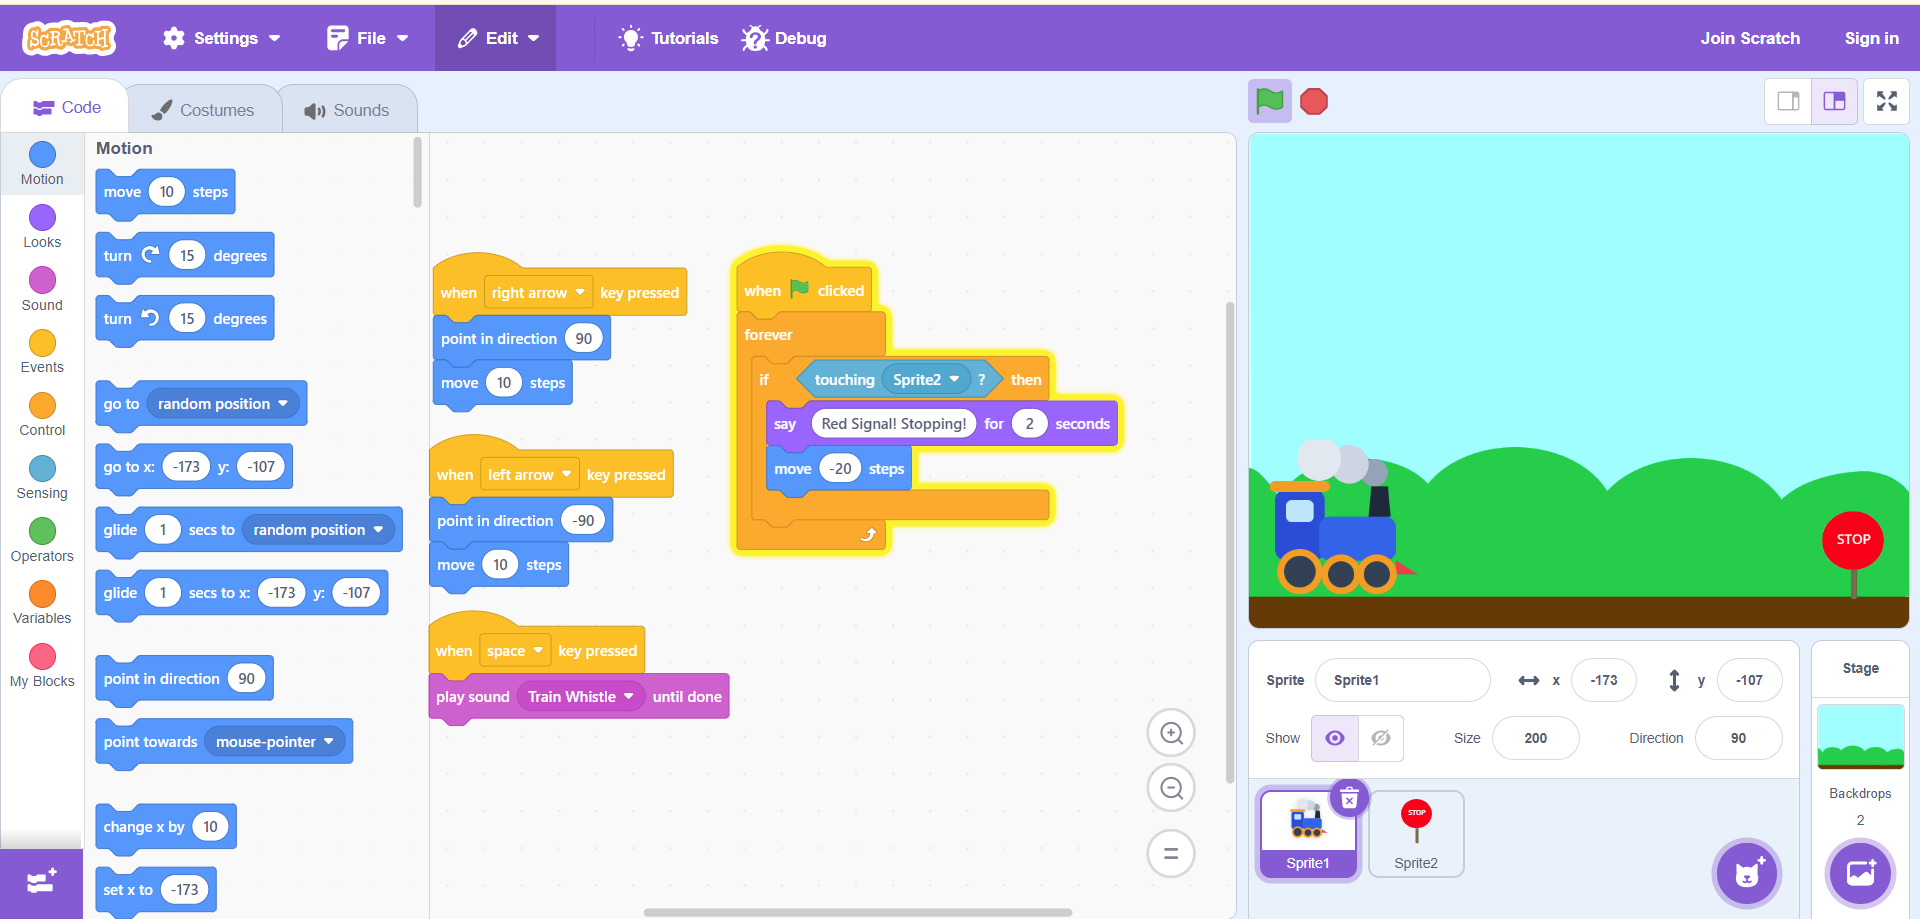 SCRATCH
Settings
File
Edit
Tutorials
Debug
Join Scratch
Sign in
Code
Costumes
Sounds
Motion
Looks
Sound
Events
Control
Sensing
Operators
Variables
My Blocks
Motion
move 10 steps
turn 15 degrees
turn 15 degrees
go to random position
go to x: -173 y: -107
glide 1 secs to random position
glide 1 secs to x: -173 y: -107
point in direction 90
point towards mouse-pointer
change x by 10
set x to -173
when right arrow key pressed
point in direction 90
move 10 steps
when left arrow key pressed
point in direction -90
move 10 steps
when space key pressed
play sound Train Whistle until done
when clicked
forever
if touching Sprite2 ? then
say Red Signal! Stopping! for 2 seconds
move -20 steps
STOP
Sprite Sprite1 x -173 y -107
Show Size 200 Direction 90
Sprite1
STOP
Sprite2
Stage
Backdrops
2